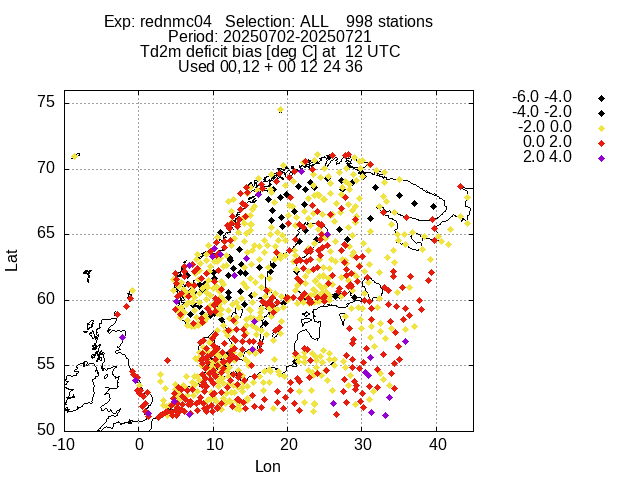 Exp: rednmc04 Selection: ALL 998 stations
Period: 20250702-20250721
Td2m deficit bias [deg C] at 12 UTC
Used 00,12 + 00 12 24 36
-6.0 -4.0
-4.0 -2.0
-2.0 0.0
0.0 2.0
2.0 4.0
75
70
65
60
55
50
Lat
-10 0 10 20 30 40
Lon